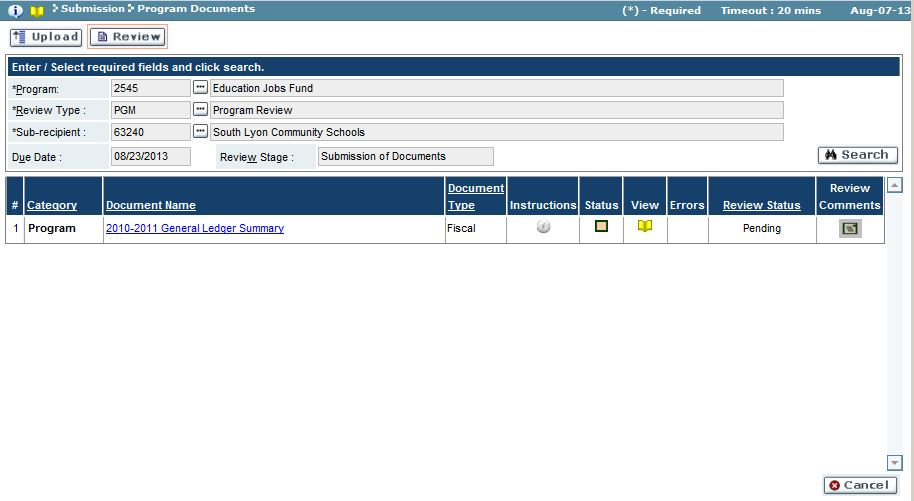 Submission Program Documents (*) - Required Timeout : 20 mins Aug-07-13
Upload Review
Enter / Select required fields and click search.
*Program: 2545 ... Education Jobs Fund
*Review Type : PGM ... Program Review
*Sub-recipient : 63240 ... South Lyon Community Schools
Due Date : 08/23/2013 Review Stage : Submission of Documents Search
# Category Document Name Document Type Instructions Status View Errors Review Status Review Comments
1 Program 2010-2011 General Ledger Summary Fiscal Pending
Cancel